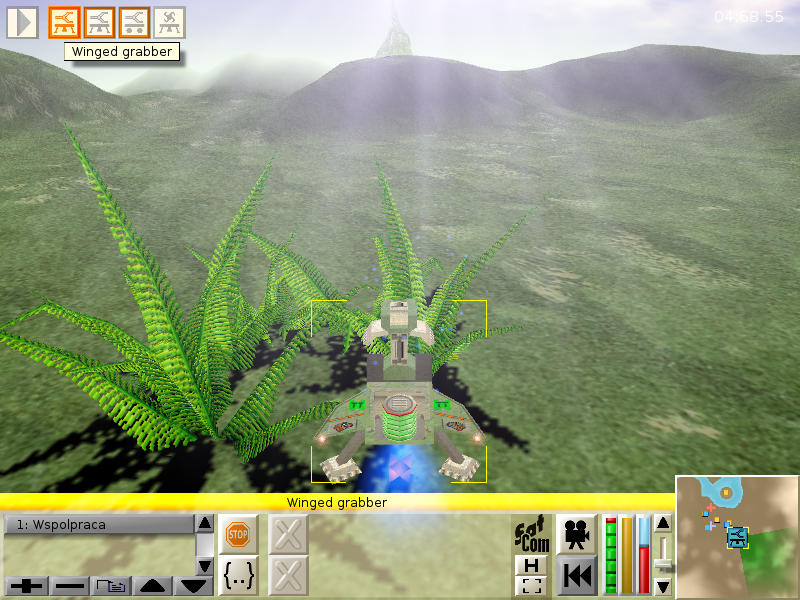 04:68.55
Winged grabber
Winged grabber
1: Wspolpraca
STOP
{..}
Sat
Com
H